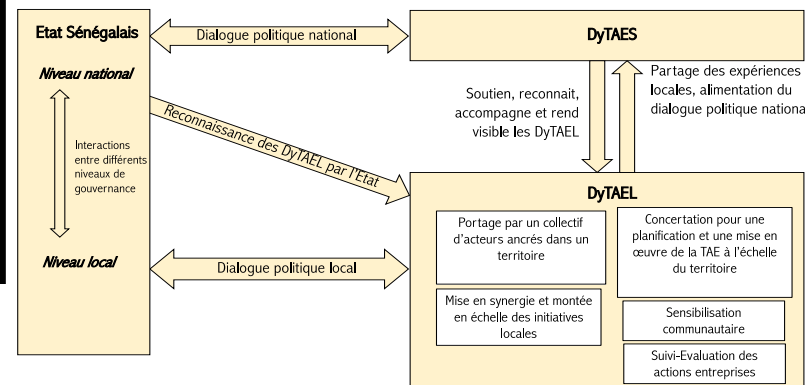 Etat Sénégalais
Niveau national
Interactions
entre différents
niveaux de
gouvernance
Niveau local
Dialogue politique national
DyTAES
Soutien, reconnait,
accompagne et rend
visible les DyTAEL
Partage des expériences
locales, alimentation du
dialogue politique nationa
Reconnaissance des DyTAEL par l'Etat
Dialogue politique local
DyTAEL
Portage par un collectif
d'acteurs ancrés dans un
territoire
Concertation pour une
planification et une mise en
œuvre de la TAE à l'échelle
du territoire
Mise en synergie et montée
en échelle des initiatives
locales
Sensibilisation
communautaire
Suivi-Evaluation des
actions entreprises